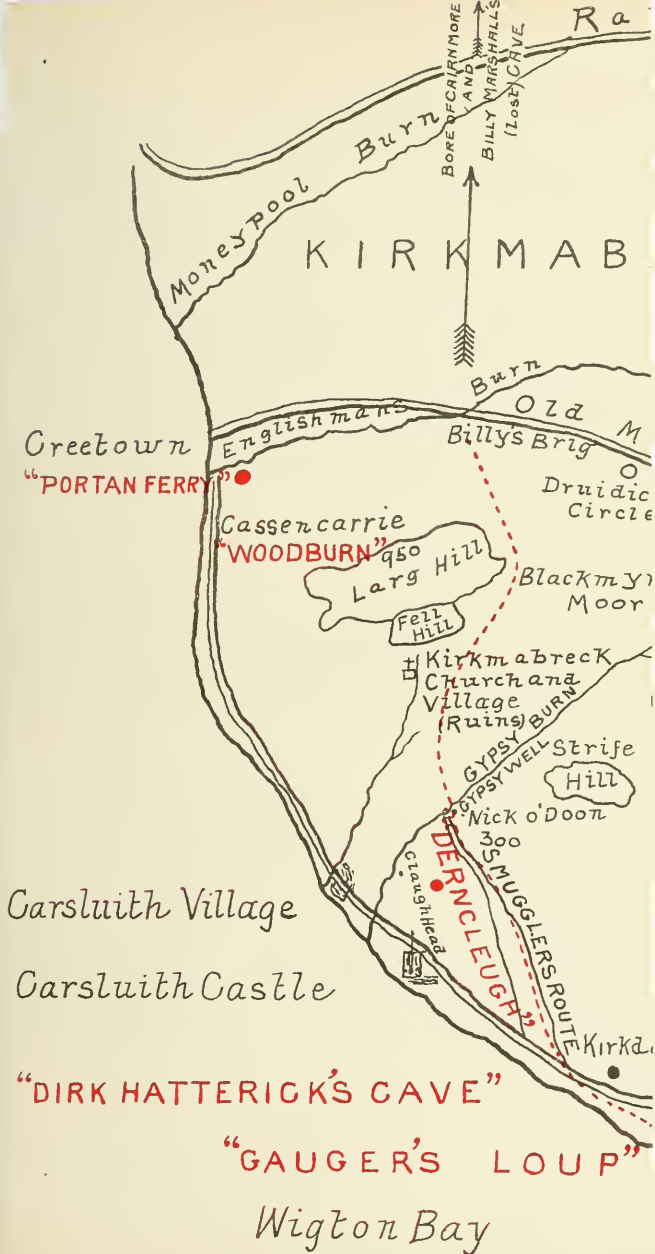 Ra
BORE OF CAIRNMORE
AND
BILLY MARSHALL'S
(Lost) CAVE
Moneypool Burn
KIRKMAB
Burn
Old M
Englishmans
Creetown
Billy's Brig
"PORTAN FERRY"
Druidic
Circle
Cassencarrie
"WOODBURN"
950
Larg Hill
Blackmyr
Moor
Fell
Hill
Kirkmabreck
Church and
Village
(Ruins)
GYPSY BURN
GYPSY WELL
Strife
Hill
Nick o'Doon
300
Claugh Head
"DERNCLEUGH"
SMUGGLERS ROUTE
Carsluith Village
Carsluith Castle
Kirkd
"DIRK HATTERICK'S CAVE"
"GAUGER'S LOUP"
Wigton Bay